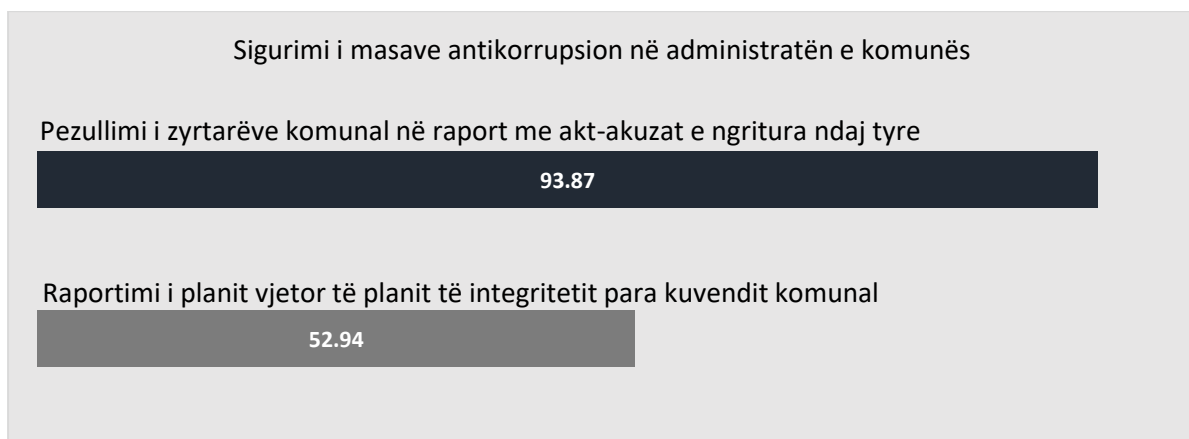 Sigurimi i masave antikorrupsion në administratën e komunës
Pezullimi i zyrtarëve komunal në raport me akt-akuzat e ngritura ndaj tyre
93.87
Raportimi i planit vjetor të planit të integritetit para kuvendit komunal
52.94